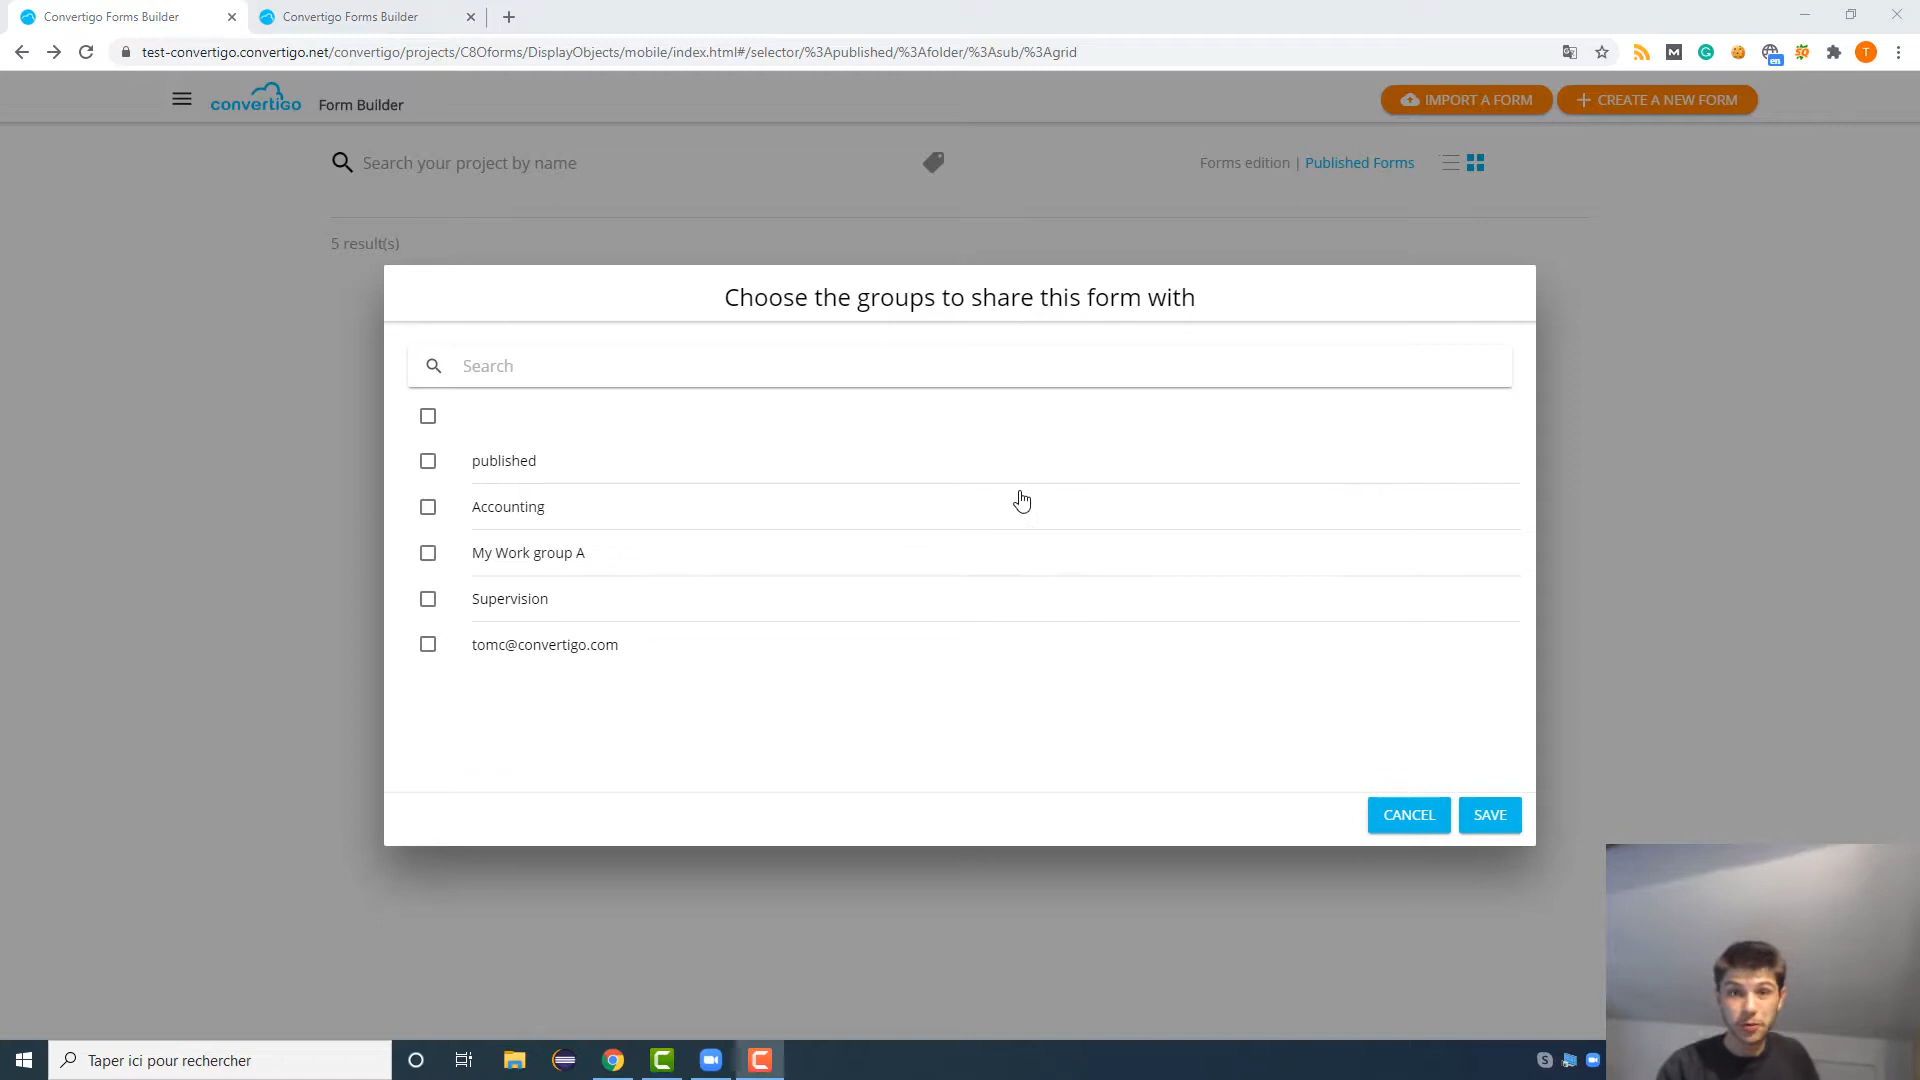 Convertigo Forms Builder
Convertigo Forms Builder
test-convertigo.convertigo.net/convertigo/projects/C8Oforms/DisplayObjects/mobile/index.html#/selector/%3Apublished/%3Afolder/%3Asub/%3Agrid
en
T
convertigo
Form Builder
IMPORT A FORM
CREATE A NEW FORM
Search your project by name
Forms edition | Published Forms
5 result(s)
Choose the groups to share this form with
Search
published
Accounting
My Work group A
Supervision
tomc@convertigo.com
CANCEL
SAVE
Taper ici pour rechercher